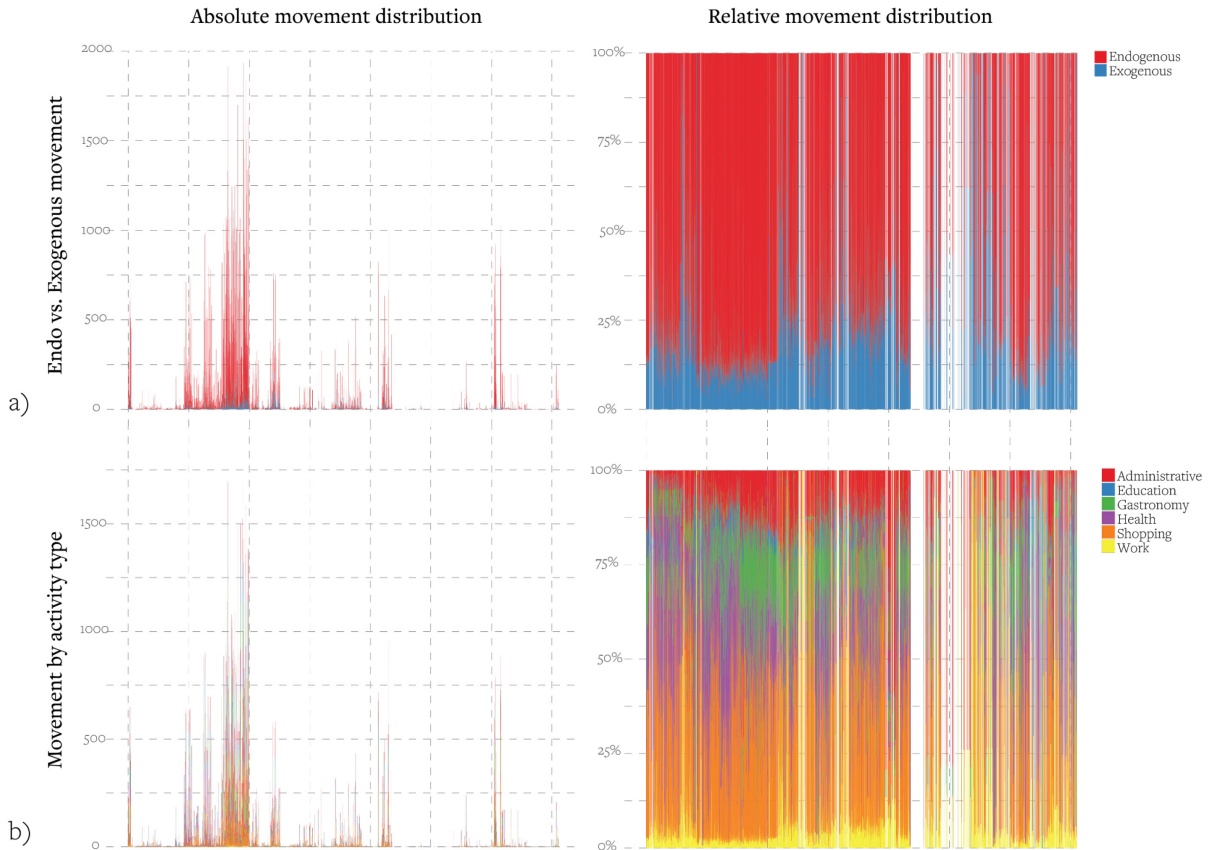 Absolute movement distribution
Relative movement distribution
Endo vs. Exogenous movement
2000
1500
1000
500
0
100%
75%
50%
25%
0%
Endogenous
Exogenous
a)
Movement by activity type
1500
1000
500
0
100%
75%
50%
25%
0%
Administrative
Education
Gastronomy
Health
Shopping
Work
b)